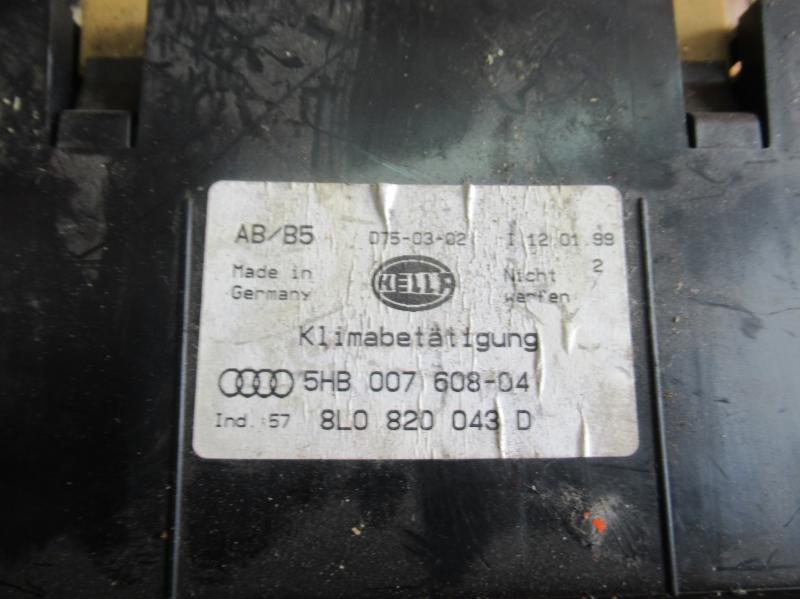 AB/B5 D75-03-02 I 12.01.99
Made in Germany
HELLA
Nicht werfen
2
Klimabetätigung
5HB 007 608-04
Ind.:57 8L0 820 043 D